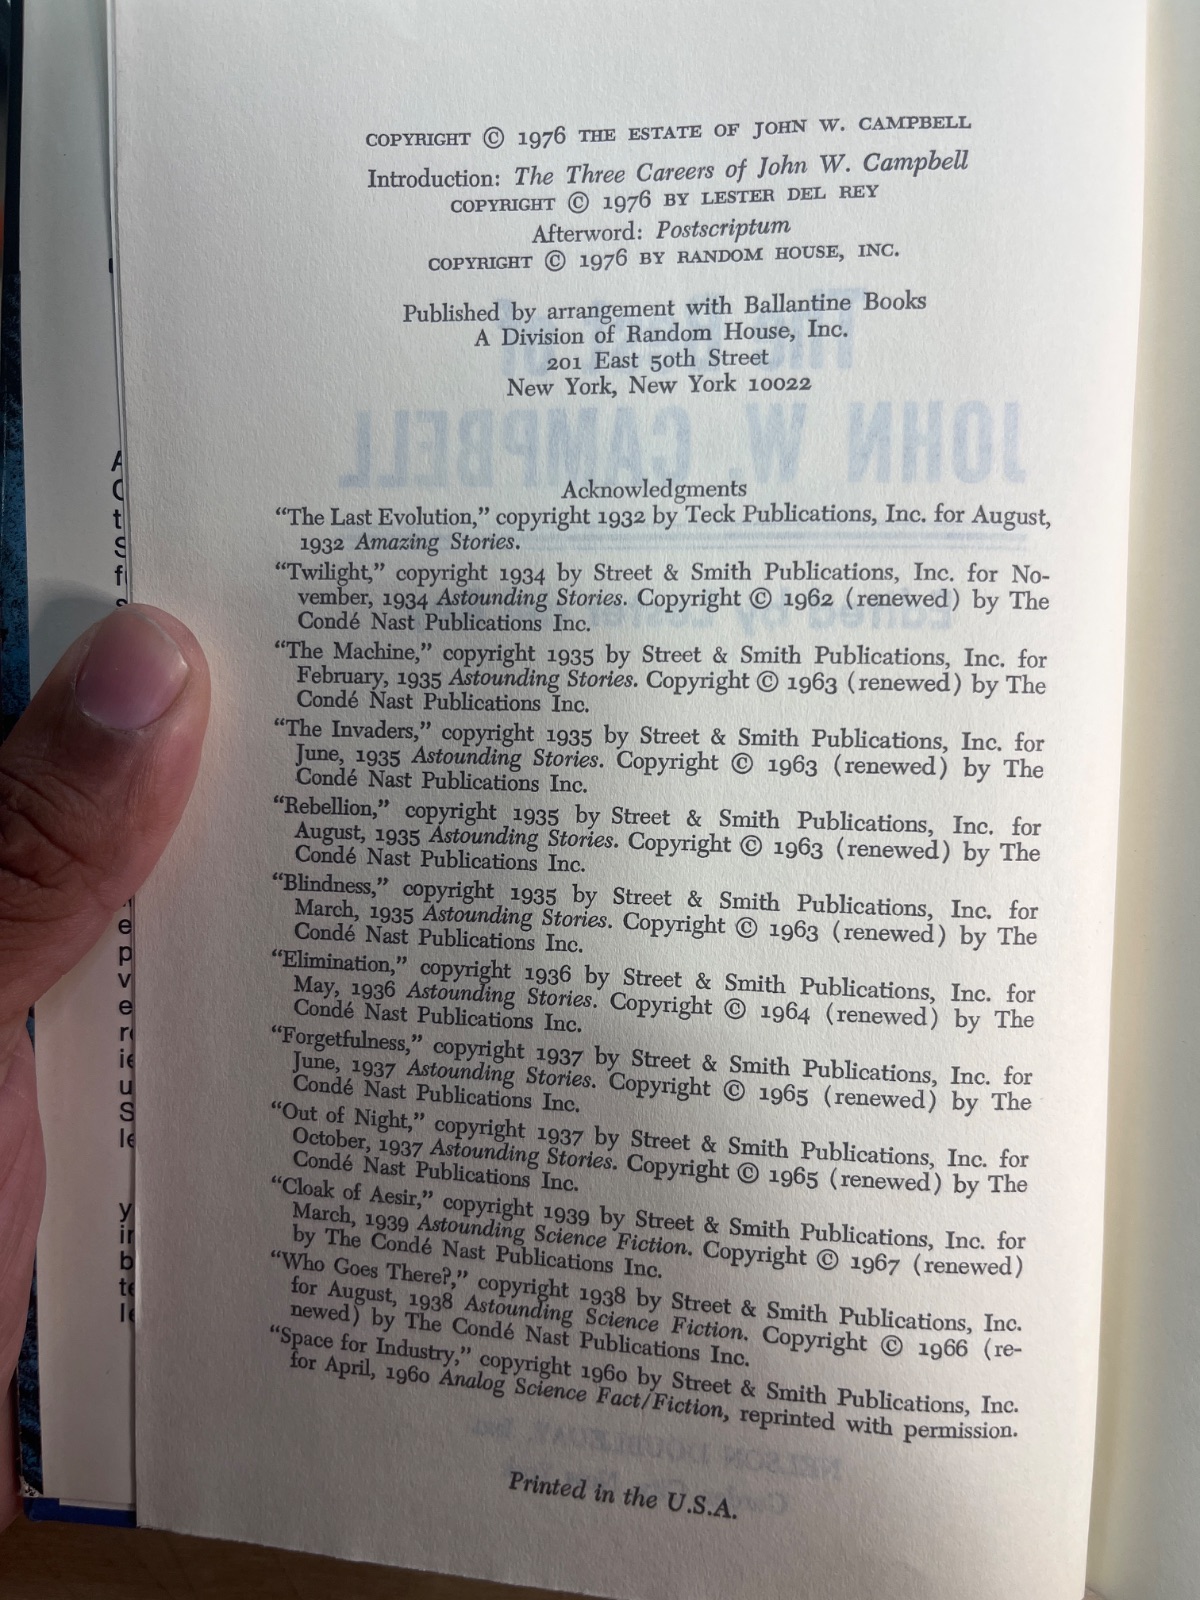 COPYRIGHT © 1976 THE ESTATE OF JOHN W. CAMPBELL
Introduction: The Three Careers of John W. Campbell
COPYRIGHT © 1976 BY LESTER DEL REY
Afterword: Postscriptum
COPYRIGHT © 1976 BY RANDOM HOUSE, INC.
Published by arrangement with Ballantine Books
A Division of Random House, Inc.
201 East 50th Street
New York, New York 10022
JOHN W. CAMPBELL
Acknowledgments
“The Last Evolution,” copyright 1932 by Teck Publications, Inc. for August,
1932 Amazing Stories.
“Twilight,” copyright 1934 by Street & Smith Publications, Inc. for No-
vember, 1934 Astounding Stories. Copyright © 1962 (renewed) by The
Condé Nast Publications Inc.
“The Machine,” copyright 1935 by Street & Smith Publications, Inc. for
February, 1935 Astounding Stories. Copyright © 1963 (renewed) by The
Condé Nast Publications Inc.
“The Invaders,” copyright 1935 by Street & Smith Publications, Inc. for
June, 1935 Astounding Stories. Copyright © 1963 (renewed) by The
Condé Nast Publications Inc.
“Rebellion,” copyright 1935 by Street & Smith Publications, Inc. for
August, 1935 Astounding Stories. Copyright © 1963 (renewed) by The
Condé Nast Publications Inc.
“Blindness,” copyright 1935 by Street & Smith Publications, Inc. for
March, 1935 Astounding Stories. Copyright © 1963 (renewed) by The
Condé Nast Publications Inc.
“Elimination,” copyright 1936 by Street & Smith Publications, Inc. for
May, 1936 Astounding Stories. Copyright © 1964 (renewed) by The
Condé Nast Publications Inc.
“Forgetfulness,” copyright 1937 by Street & Smith Publications, Inc. for
June, 1937 Astounding Stories. Copyright © 1965 (renewed) by The
Condé Nast Publications Inc.
“Out of Night,” copyright 1937 by Street & Smith Publications, Inc. for
October, 1937 Astounding Stories. Copyright © 1965 (renewed) by The
Condé Nast Publications Inc.
“Cloak of Aesir,” copyright 1939 by Street & Smith Publications, Inc. for
March, 1939 Astounding Science Fiction. Copyright © 1967 (renewed)
by The Condé Nast Publications Inc.
“Who Goes There?,” copyright 1938 by Street & Smith Publications, Inc.
for August, 1938 Astounding Science Fiction. Copyright © 1966 (re-
newed) by The Condé Nast Publications Inc.
“Space for Industry,” copyright 1960 by Street & Smith Publications, Inc.
for April, 1960 Analog Science Fact/Fiction, reprinted with permission.
Printed in the U.S.A.